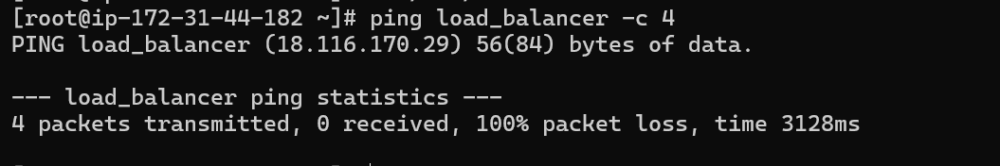 [root@ip-172-31-44-182 ~]# ping load_balancer -c 4
PING load_balancer (18.116.170.29) 56(84) bytes of data.
--- load_balancer ping statistics ---
4 packets transmitted, 0 received, 100% packet loss, time 3128ms